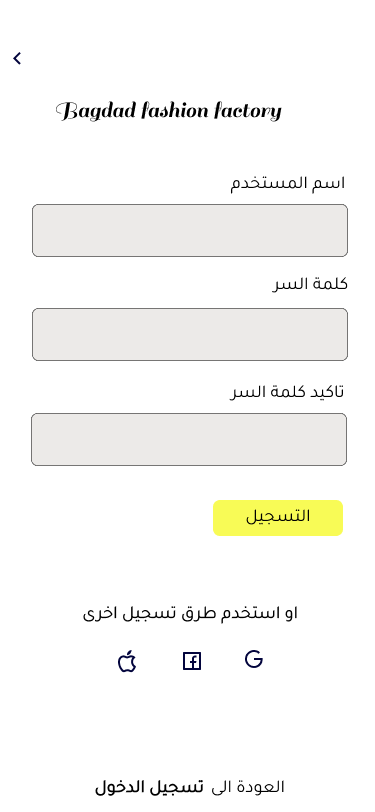 Bagdad fashion factory
اسم المستخدم
كلمة السر
تاكيد كلمة السر
التسجيل
او استخدم طرق تسجيل اخرى
العودة الى تسجيل الدخول